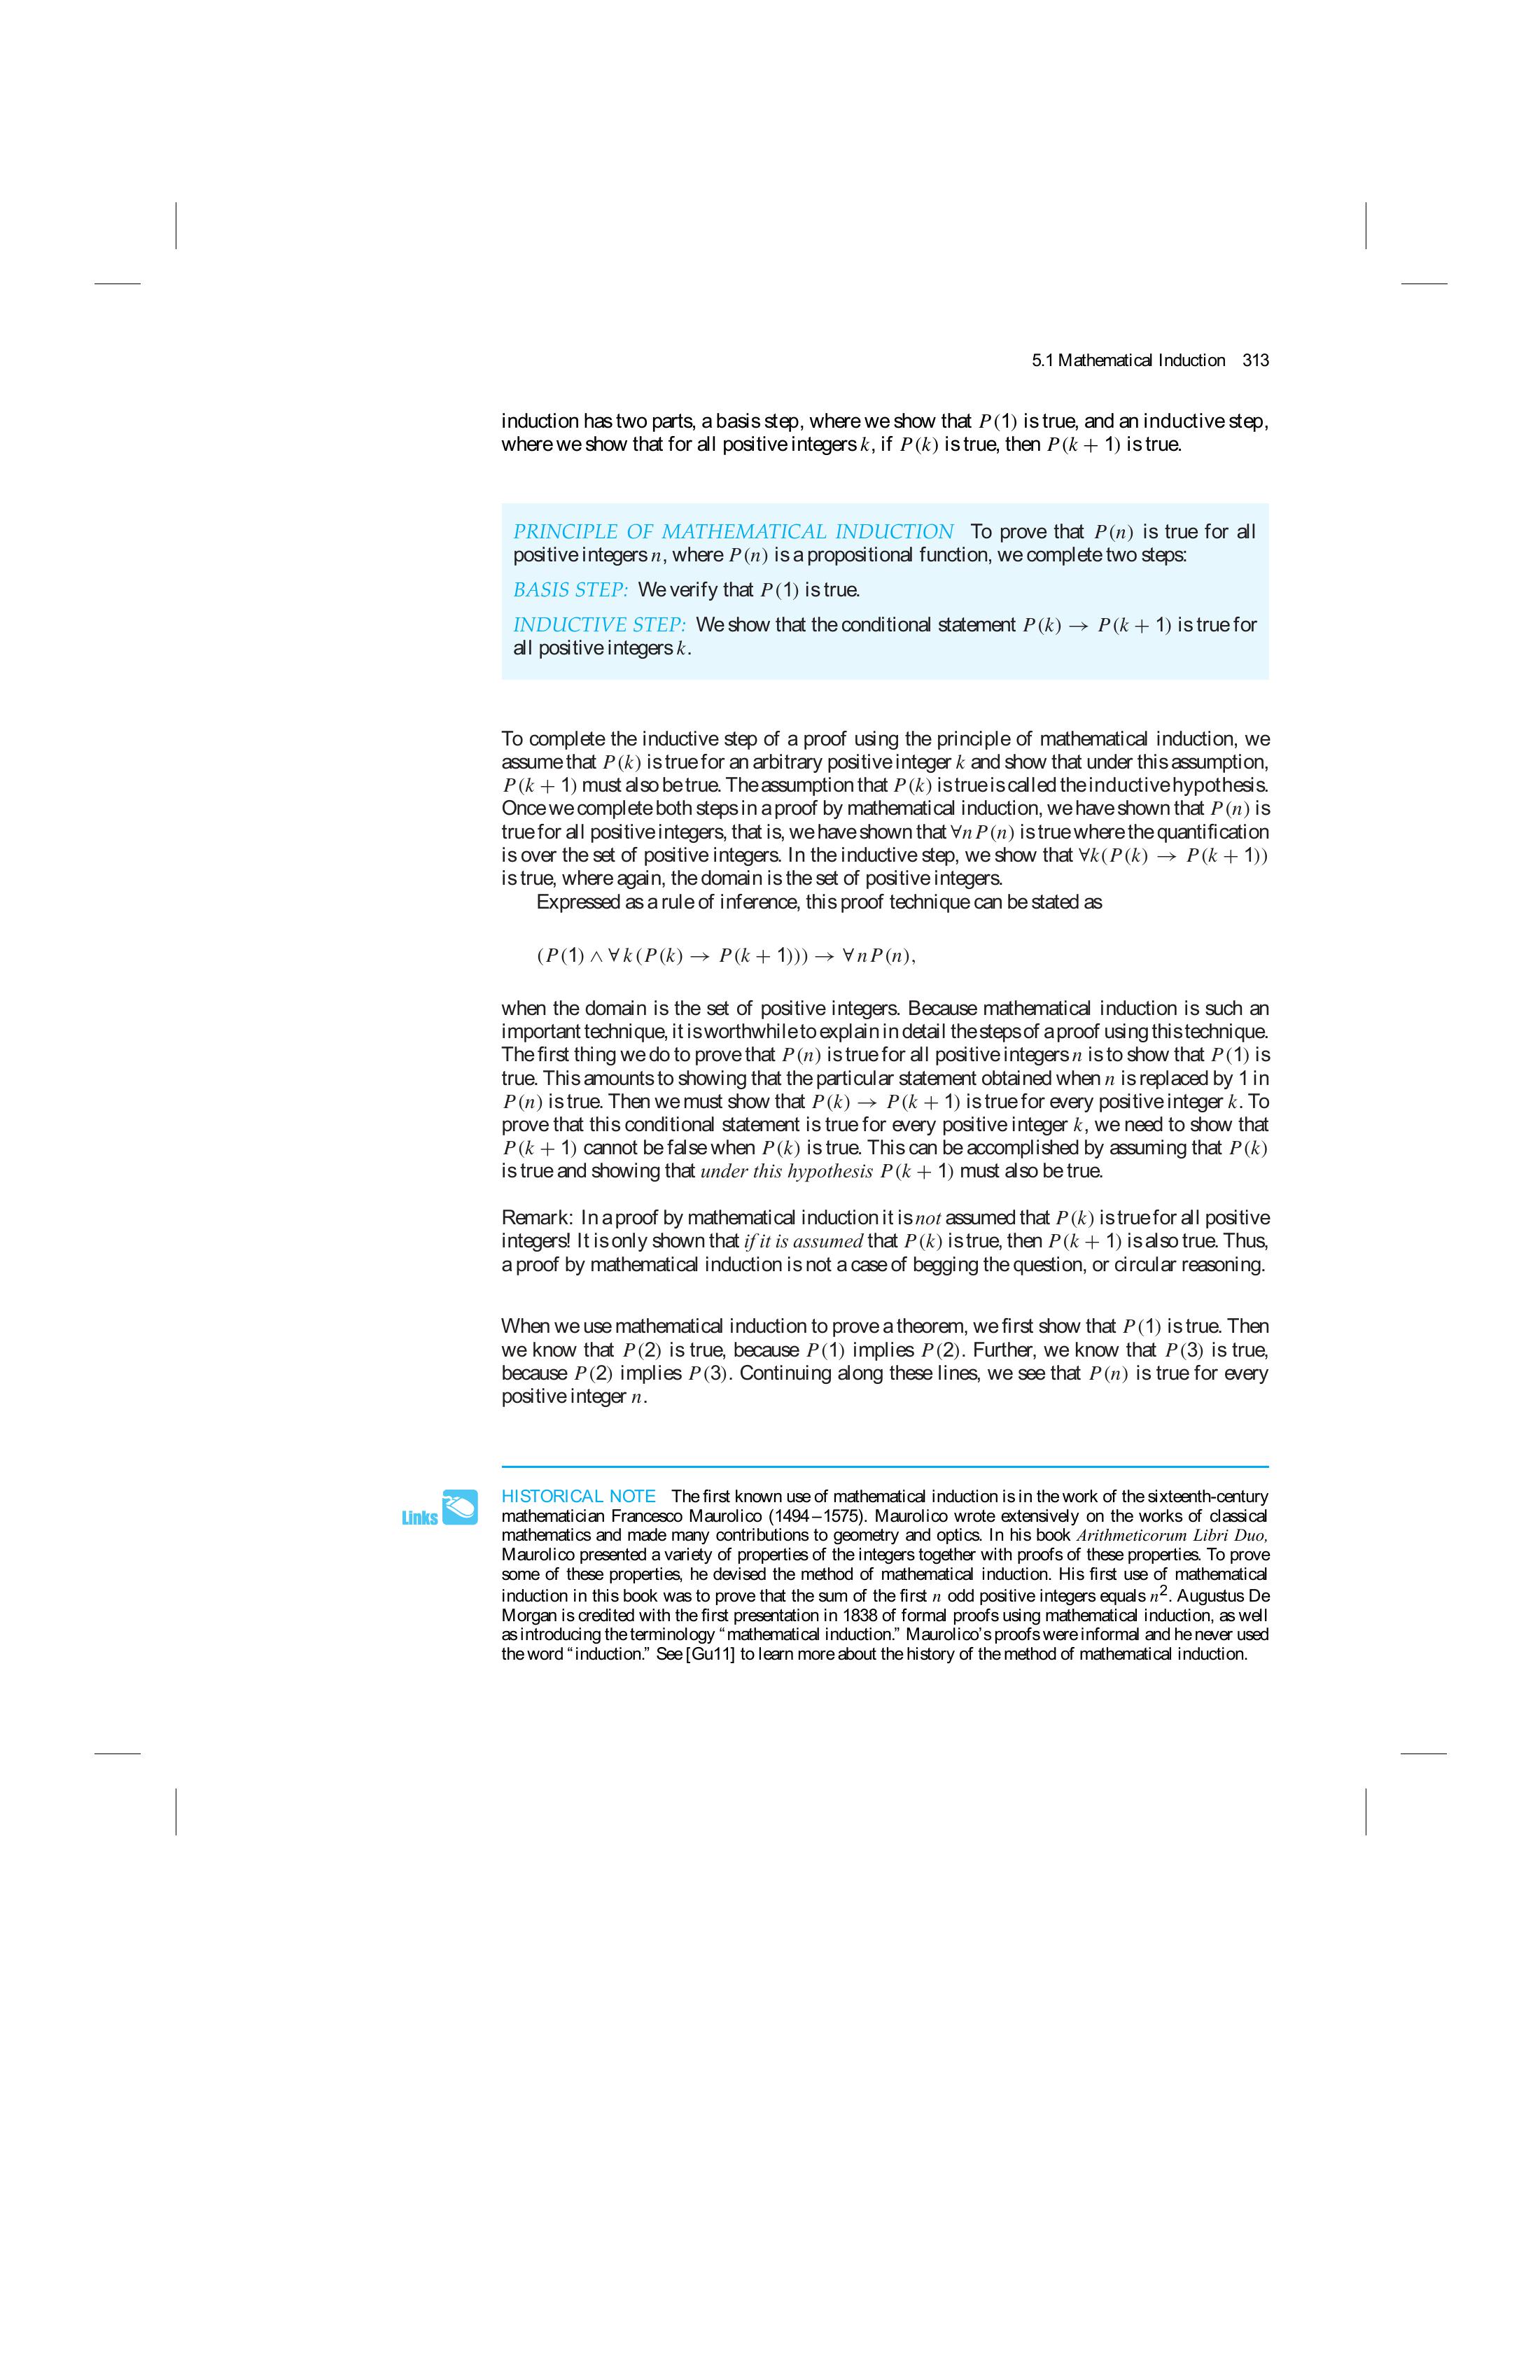 5.1 Mathematical Induction 313
induction has two parts, a basis step, where we show that P(1) is true, and an inductive step,
where we show that for all positive integers k, if P(k) is true, then P(k + 1) is true.
PRINCIPLE OF MATHEMATICAL INDUCTION To prove that P(n) is true for all
positive integers n, where P(n) is a propositional function, we complete two steps:
BASIS STEP: We verify that P(1) is true.
INDUCTIVE STEP: We show that the conditional statement P(k) → P(k + 1) is true for
all positive integers k.
To complete the inductive step of a proof using the principle of mathematical induction, we
assume that P(k) is true for an arbitrary positive integer k and show that under this assumption,
P(k + 1) must also be true. The assumption that P(k) is true is called the inductive hypothesis.
Once we complete both steps in a proof by mathematical induction, we have shown that P(n) is
true for all positive integers, that is, we have shown that ∀n P(n) is true where the quantification
is over the set of positive integers. In the inductive step, we show that ∀k(P(k) → P(k + 1))
is true, where again, the domain is the set of positive integers.
Expressed as a rule of inference, this proof technique can be stated as
(P(1) ∧ ∀k(P(k) → P(k + 1))) → ∀n P(n),
when the domain is the set of positive integers. Because mathematical induction is such an
important technique, it is worthwhile to explain in detail the steps of a proof using this technique.
The first thing we do to prove that P(n) is true for all positive integers n is to show that P(1) is
true. This amounts to showing that the particular statement obtained when n is replaced by 1 in
P(n) is true. Then we must show that P(k) → P(k + 1) is true for every positive integer k. To
prove that this conditional statement is true for every positive integer k, we need to show that
P(k + 1) cannot be false when P(k) is true. This can be accomplished by assuming that P(k)
is true and showing that under this hypothesis P(k + 1) must also be true.
Remark: In a proof by mathematical induction it is not assumed that P(k) is true for all positive
integers! It is only shown that if it is assumed that P(k) is true, then P(k + 1) is also true. Thus,
a proof by mathematical induction is not a case of begging the question, or circular reasoning.
When we use mathematical induction to prove a theorem, we first show that P(1) is true. Then
we know that P(2) is true, because P(1) implies P(2). Further, we know that P(3) is true,
because P(2) implies P(3). Continuing along these lines, we see that P(n) is true for every
positive integer n.
Links
HISTORICAL NOTE The first known use of mathematical induction is in the work of the sixteenth-century
mathematician Francesco Maurolico (1494–1575). Maurolico wrote extensively on the works of classical
mathematics and made many contributions to geometry and optics. In his book Arithmeticorum Libri Duo,
Maurolico presented a variety of properties of the integers together with proofs of these properties. To prove
some of these properties, he devised the method of mathematical induction. His first use of mathematical
induction in this book was to prove that the sum of the first n odd positive integers equals n². Augustus De
Morgan is credited with the first presentation in 1838 of formal proofs using mathematical induction, as well
as introducing the terminology “mathematical induction.” Maurolico’s proofs were informal and he never used
the word “induction.” See [Gu11] to learn more about the history of the method of mathematical induction.